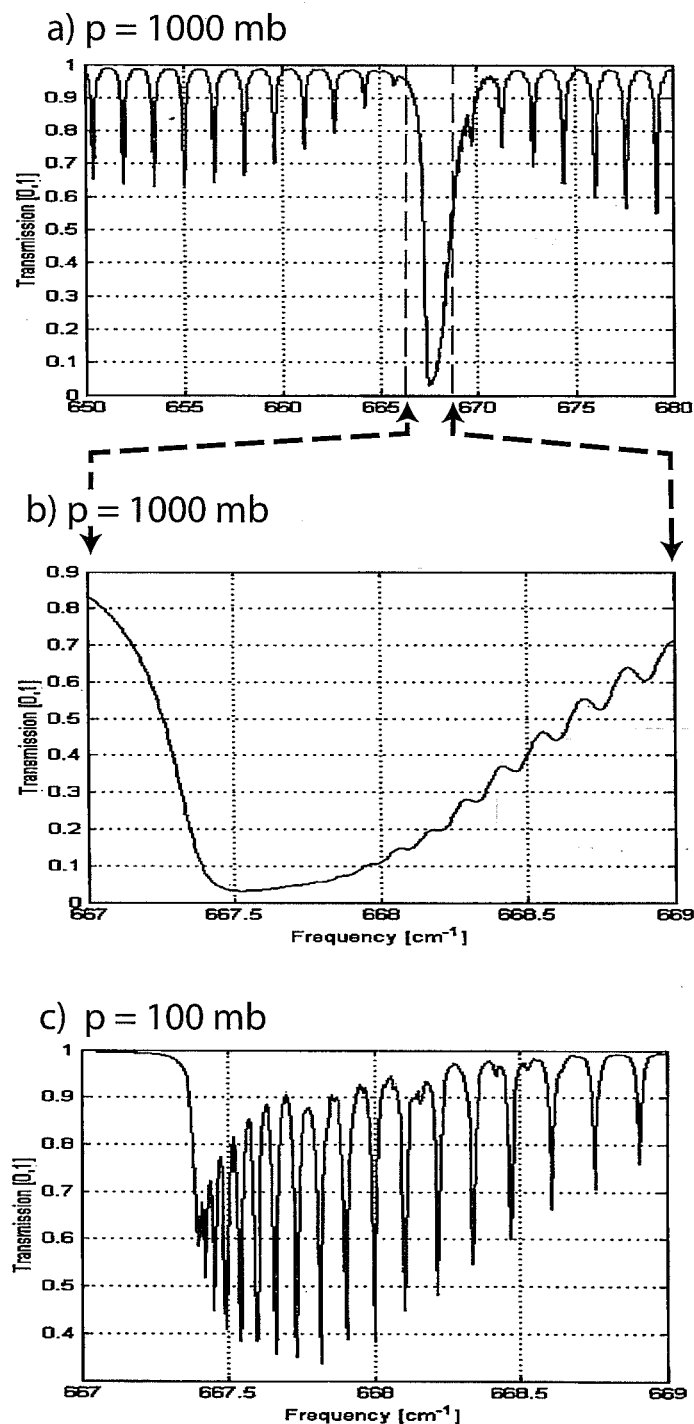 a) p = 1000 mb
1
0.9
0.8
0.7
0.6
0.5
0.4
0.3
0.2
0.1
0
Transmission [0,1]
650 655 660 665 670 675 680
b) p = 1000 mb
0.9
0.8
0.7
0.6
0.5
0.4
0.3
0.2
0.1
0
Transmission [0,1]
667 667.5 668 668.5 669
Frequency [cm⁻¹]
c) p = 100 mb
1
0.9
0.8
0.7
0.6
0.5
0.4
Transmission [0,1]
667 667.5 668 668.5 669
Frequency [cm⁻¹]